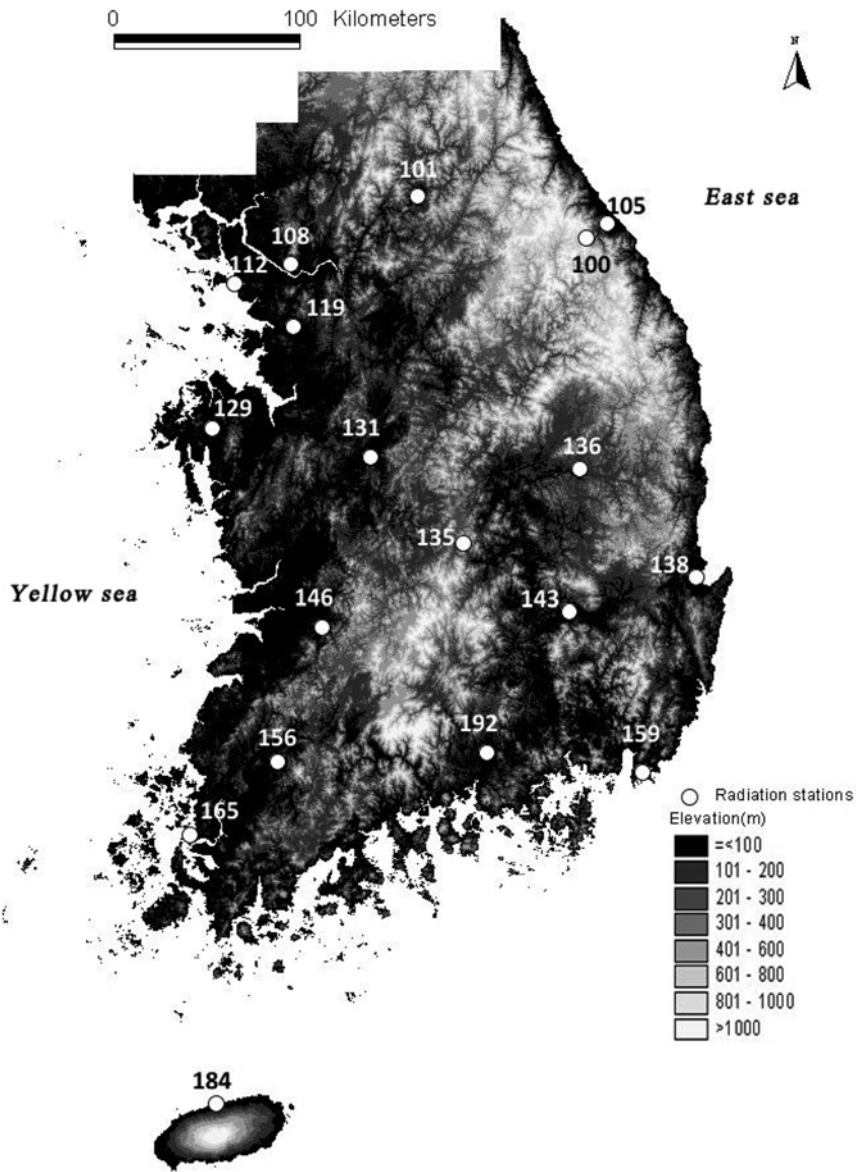 0 100 Kilometers
N
101
East sea
105
108
100
112
119
129
131
136
135
138
Yellow sea
146
143
192
159
156
Radiation stations
165
Elevation(m)
=<100
101 - 200
201 - 300
301 - 400
401 - 600
601 - 800
801 - 1000
>1000
184